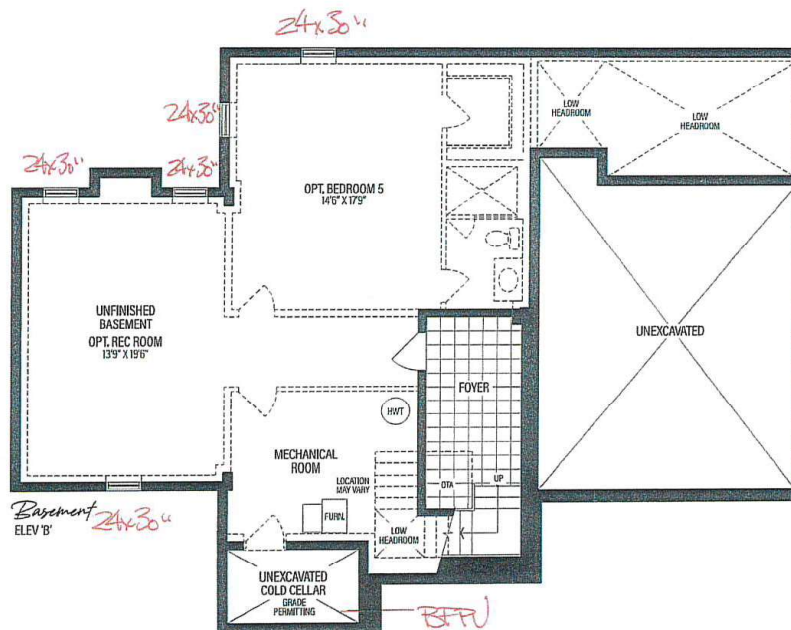 24x30"
24x30"
24x30"
24x30"
LOW
HEADROOM
LOW
HEADROOM
OPT. BEDROOM 5
14'6" X 17'9"
UNFINISHED
BASEMENT
OPT. REC ROOM
13'9" X 19'6"
UNEXCAVATED
FOYER
HWT
MECHANICAL
ROOM
LOCATION
MAY VARY
OTA
UP
FURN.
LOW
HEADROOM
Basement
ELEV 'B'
24x30"
UNEXCAVATED
COLD CELLAR
GRADE
PERMITTING